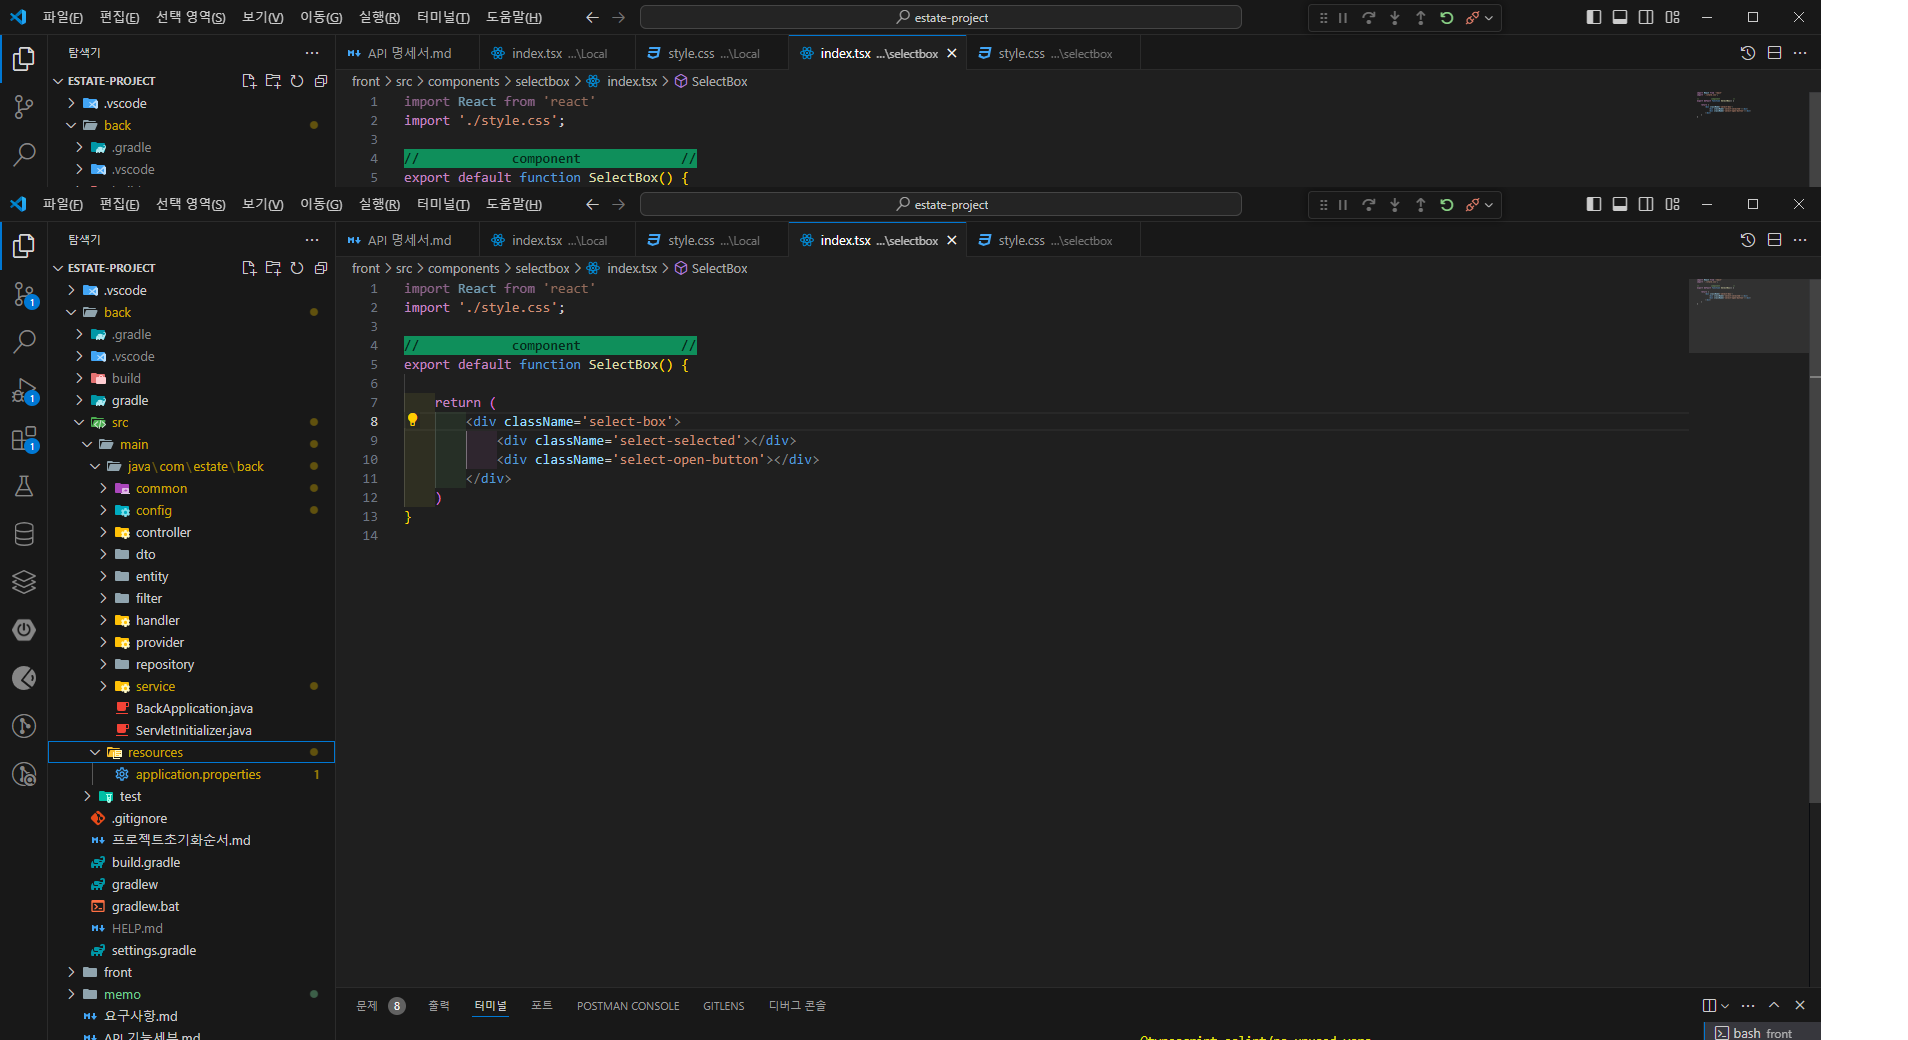 파일(F) 편집(E) 선택 영역(S) 보기(V) 이동(G) 실행(R) 터미널(T) 도움말(H) estate-project
탐색기 API 명세서.md index.tsx ...\Local style.css ...\Local index.tsx ...\selectbox style.css ...\selectbox
ESTATE-PROJECT front src components selectbox index.tsx SelectBox
.vscode
back
.gradle
.vscode
1 import React from 'react'
2 import './style.css';
3
4 // component //
5 export default function SelectBox() {
파일(F) 편집(E) 선택 영역(S) 보기(V) 이동(G) 실행(R) 터미널(T) 도움말(H) estate-project
탐색기 API 명세서.md index.tsx ...\Local style.css ...\Local index.tsx ...\selectbox style.css ...\selectbox
ESTATE-PROJECT front src components selectbox index.tsx SelectBox
1
1
1
.vscode
back
.gradle
.vscode
build
gradle
src
main
java\com\estate\back
common
config
controller
dto
entity
filter
handler
provider
repository
service
BackApplication.java
ServletInitializer.java
resources
application.properties 1
test
.gitignore
프로젝트초기화순서.md
build.gradle
gradlew
gradlew.bat
HELP.md
settings.gradle
front
memo
요구사항.md
API 기능세부.md
1 import React from 'react'
2 import './style.css';
3
4 // component //
5 export default function SelectBox() {
6
7 return (
8 <div className='select-box'>
9 <div className='select-selected'></div>
10 <div className='select-open-button'></div>
11 </div>
12 )
13 }
14
문제 8 출력 터미널 포트 POSTMAN CONSOLE GITLENS 디버그 콘솔
bash front